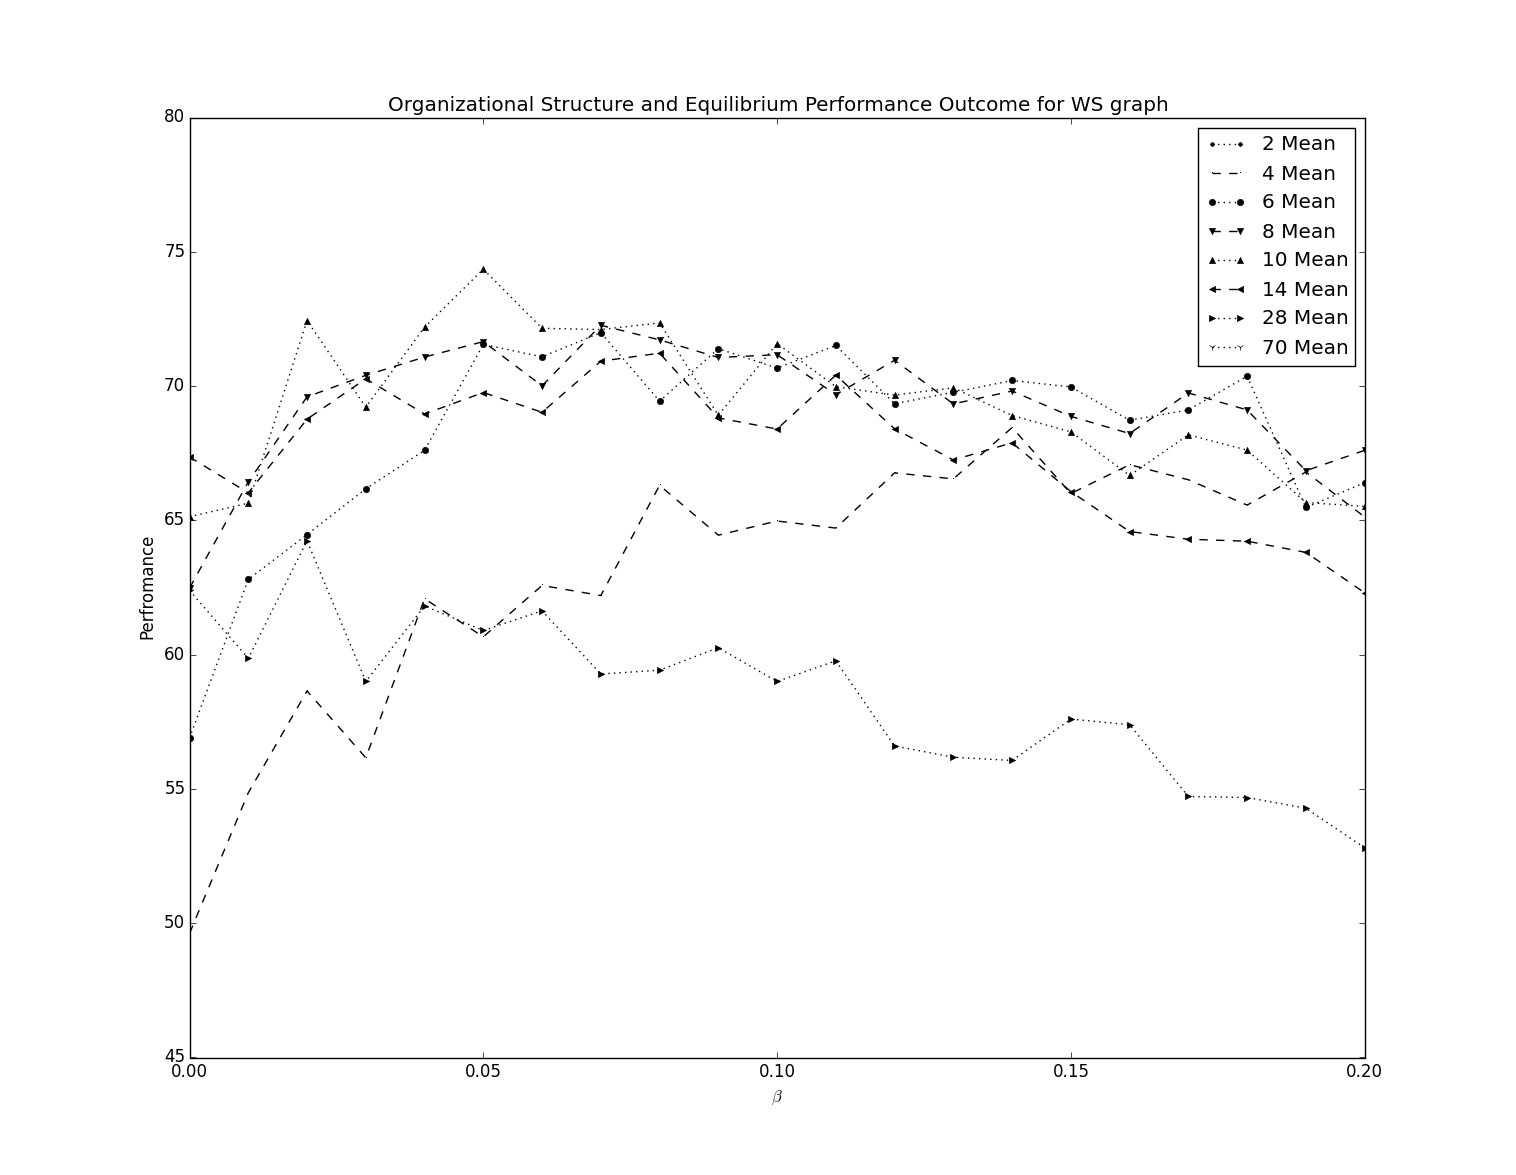 Organizational Structure and Equilibrium Performance Outcome for WS graph
80
75
70
65
60
55
50
45
Perfromance
2 Mean
4 Mean
6 Mean
8 Mean
10 Mean
14 Mean
28 Mean
70 Mean
0.00 0.05 0.10 0.15 0.20
β